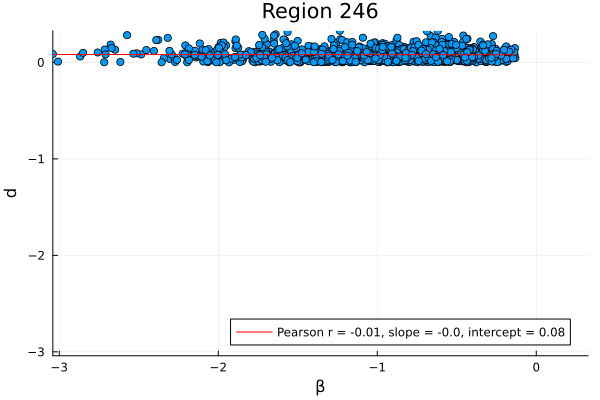 Region 246
d
0
−1
−2
−3
Pearson r = -0.01, slope = -0.0, intercept = 0.08
−3
−2
−1
0
β